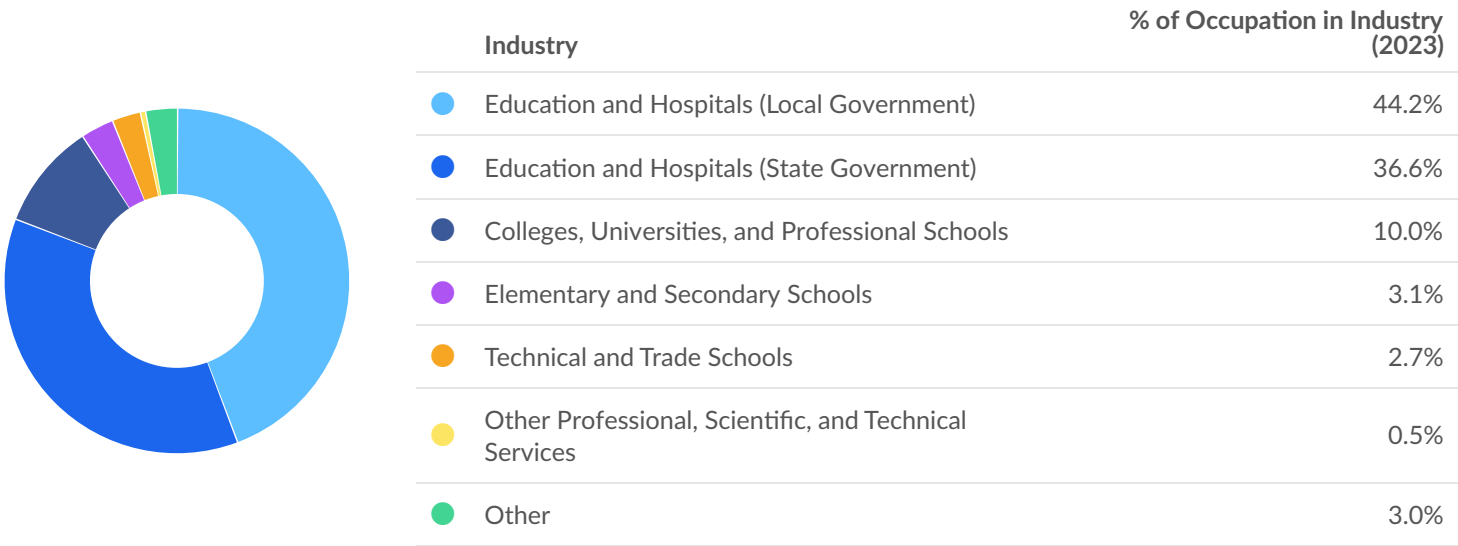 Industry
% of Occupation in Industry
(2023)
Education and Hospitals (Local Government)
44.2%
Education and Hospitals (State Government)
36.6%
Colleges, Universities, and Professional Schools
10.0%
Elementary and Secondary Schools
3.1%
Technical and Trade Schools
2.7%
Other Professional, Scientific, and Technical
Services
0.5%
Other
3.0%